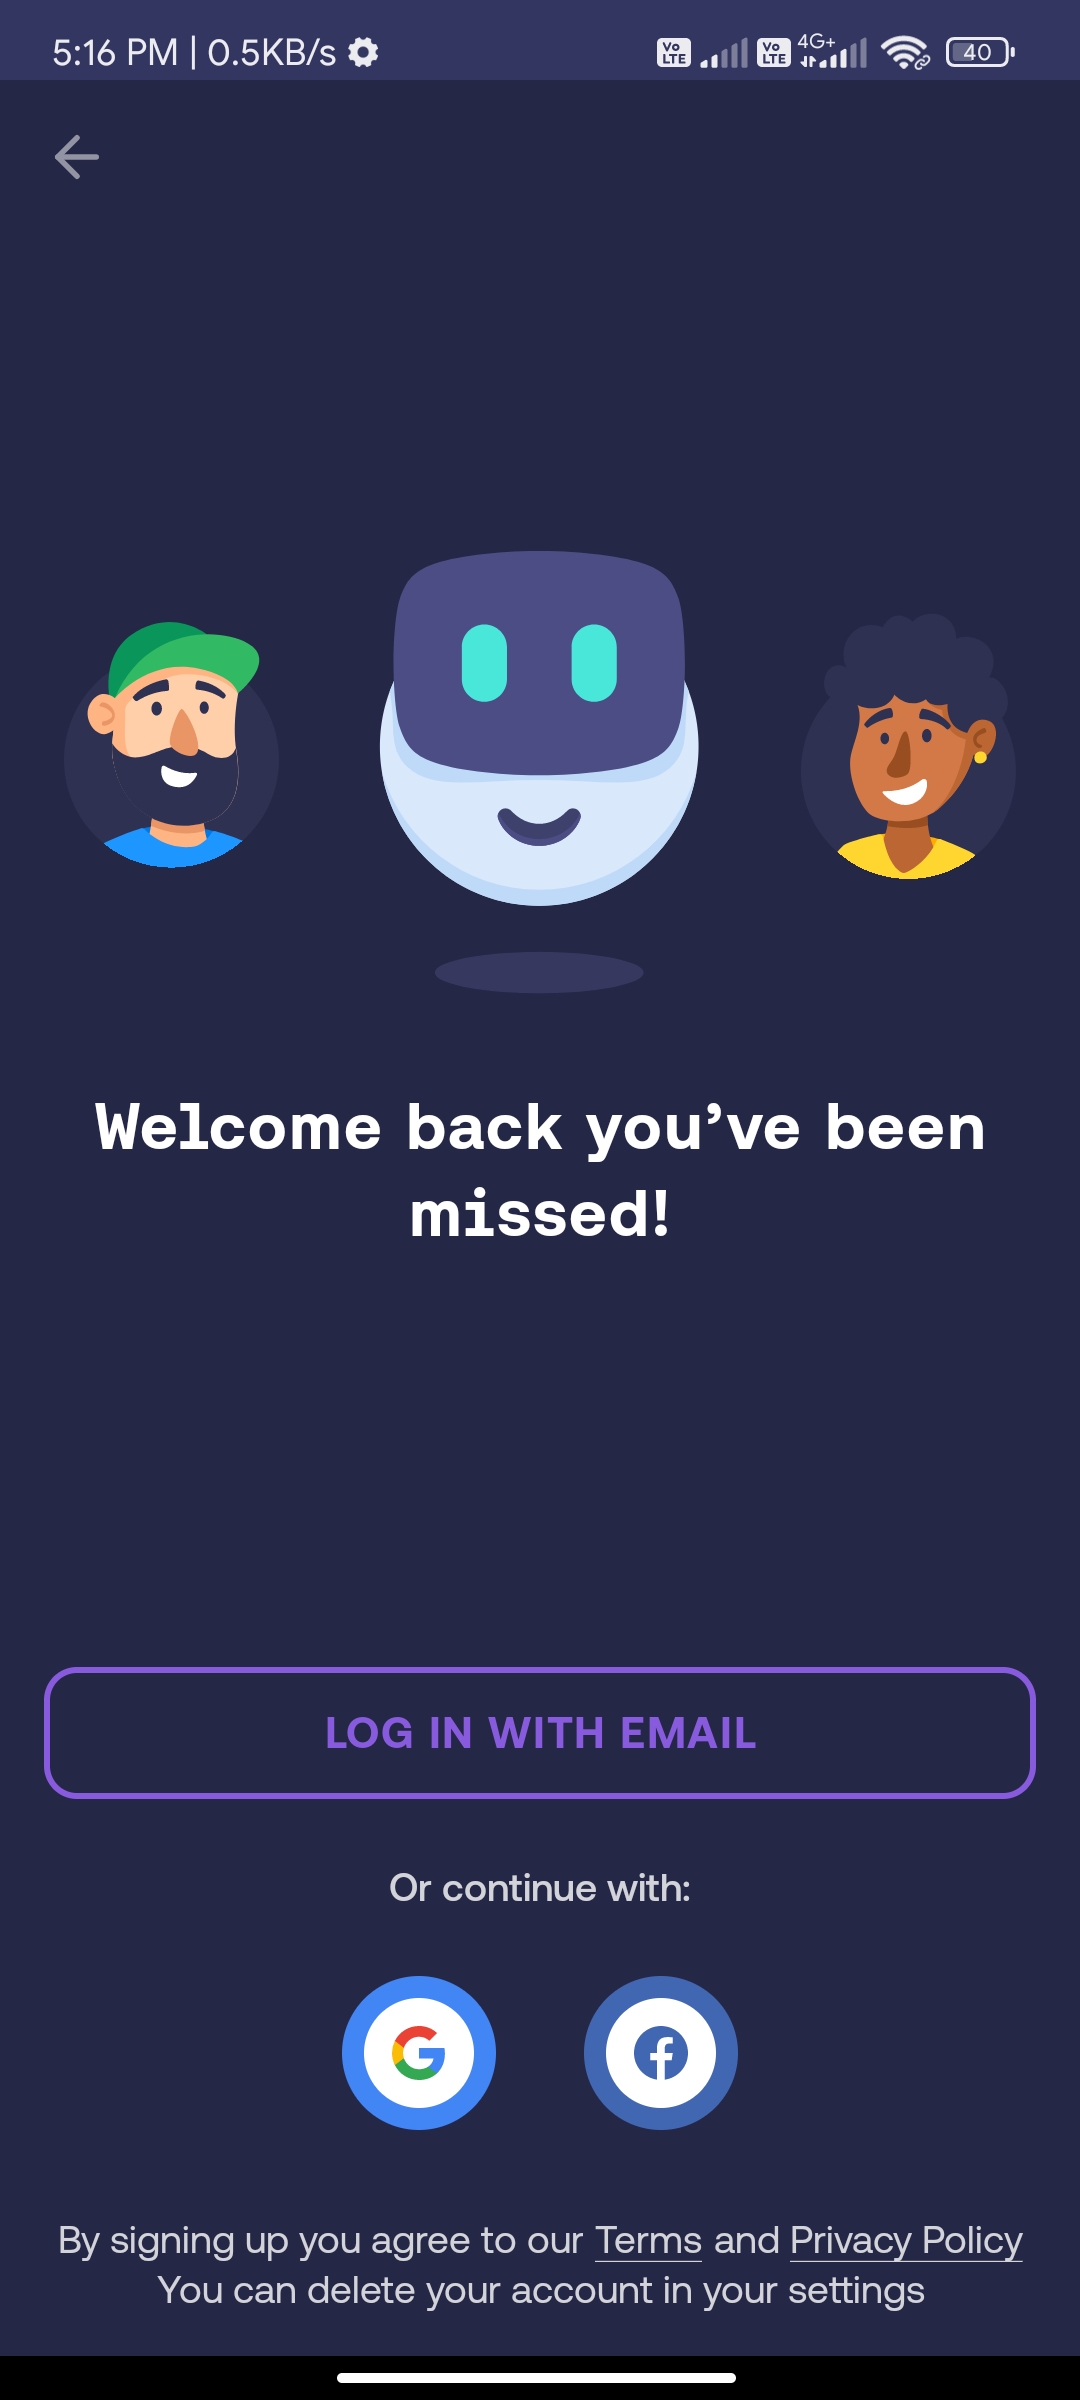 5:16 PM | 0.5KB/s
Vo LTE Vo LTE 4G+ 40
Welcome back you’ve been
missed!
LOG IN WITH EMAIL
Or continue with:
By signing up you agree to our Terms and Privacy Policy
You can delete your account in your settings